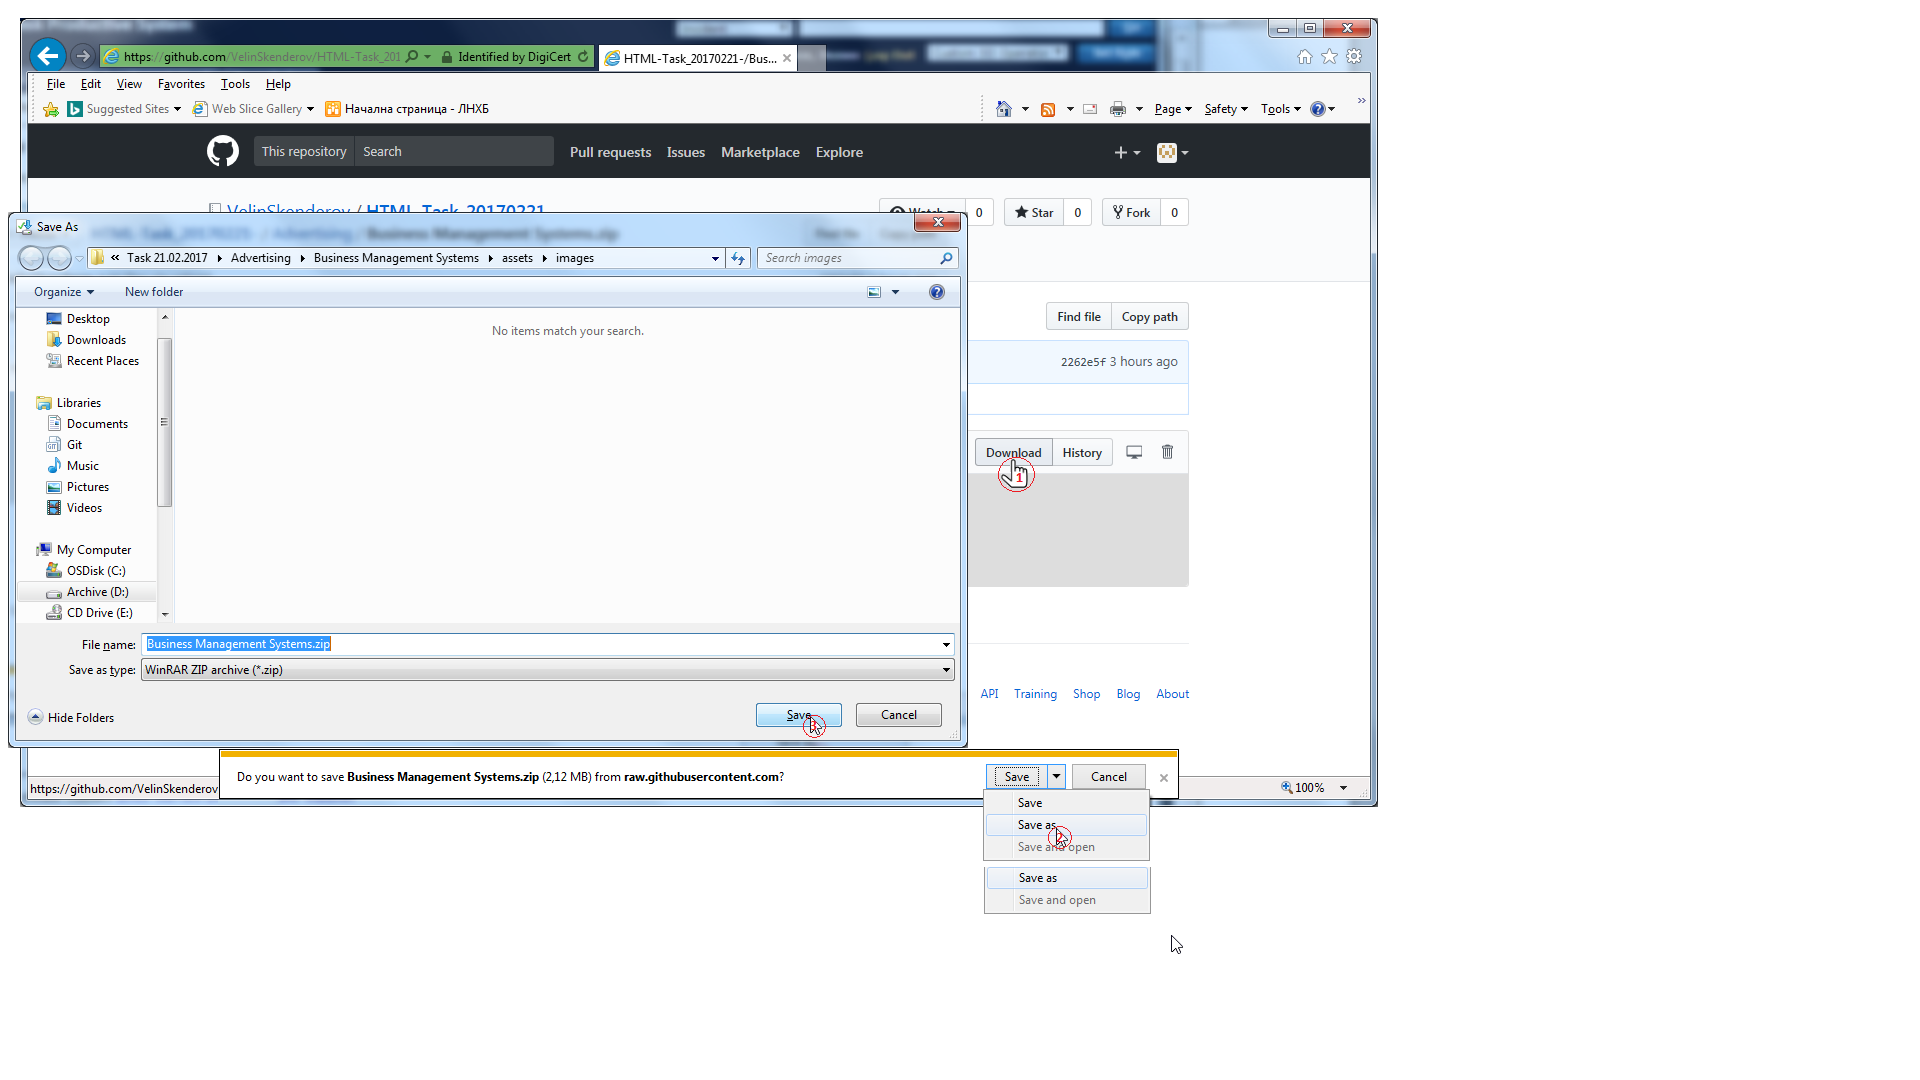 https://github.com/VelinSkenderov/HTML-Task_201
Identified by DigiCert
HTML-Task_20170221-/Bus...
File Edit View Favorites Tools Help
Suggested Sites Web Slice Gallery Начална страница - ЛНХБ
Page Safety Tools
This repository Search Pull requests Issues Marketplace Explore
VelinSkenderov / HTML-Task_20170221
Watch 0 Star 0 Fork 0
Save As
« Task 21.02.2017 Advertising Business Management Systems assets images
Search images
Organize New folder
Find file Copy path
Desktop
No items match your search.
Downloads
Recent Places
2262e5f 3 hours ago
Libraries
Documents
Git
Download History
1
Music
Pictures
Videos
My Computer
OSDisk (C:)
Archive (D:)
CD Drive (E:)
File name: Business Management Systems.zip
Save as type: WinRAR ZIP archive (*.zip)
API Training Shop Blog About
Hide Folders
Save Cancel
Do you want to save Business Management Systems.zip (2,12 MB) from raw.githubusercontent.com?
Save Cancel
https://github.com/VelinSkenderov
100%
Save
Save as
Save and open
Save as
Save and open